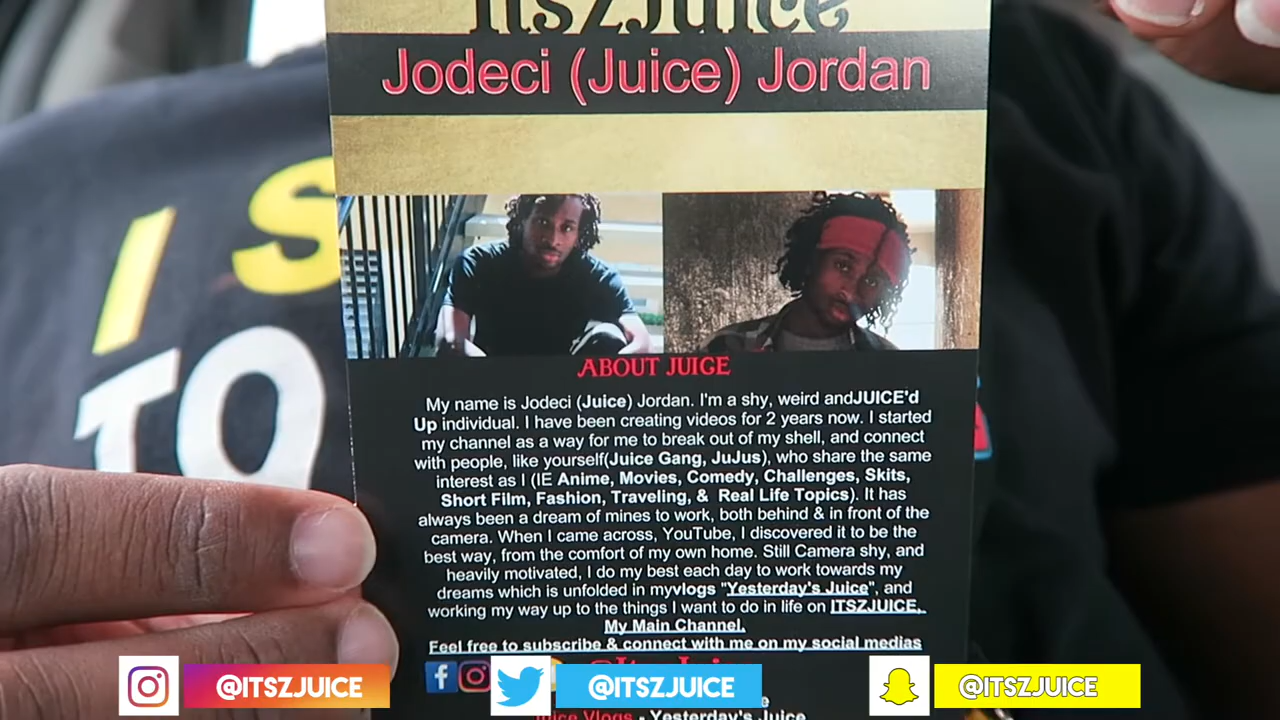 ItszJuice
Jodeci (Juice) Jordan
I S
TO
ABOUT JUICE
My name is Jodeci (Juice) Jordan. I'm a shy, weird andJUICE'd
Up individual. I have been creating videos for 2 years now. I started
my channel as a way for me to break out of my shell, and connect
with people, like yourself(Juice Gang, JuJus), who share the same
interest as I (IE Anime, Movies, Comedy, Challenges, Skits,
Short Film, Fashion, Traveling, & Real Life Topics). It has
always been a dream of mines to work, both behind & in front of the
camera. When I came across, YouTube, I discovered it to be the
best way, from the comfort of my own home. Still Camera shy, and
heavily motivated, I do my best each day to work towards my
dreams which is unfolded in myvlogs "Yesterday's Juice", and
working my way up to the things I want to do in life on ITSZJUICE,
My Main Channel.
Feel free to subscribe & connect with me on my social medias
@ITSZJUICE
@ITSZJUICE
@ITSZJUICE
Juice Vlogs - Yesterday's Juice